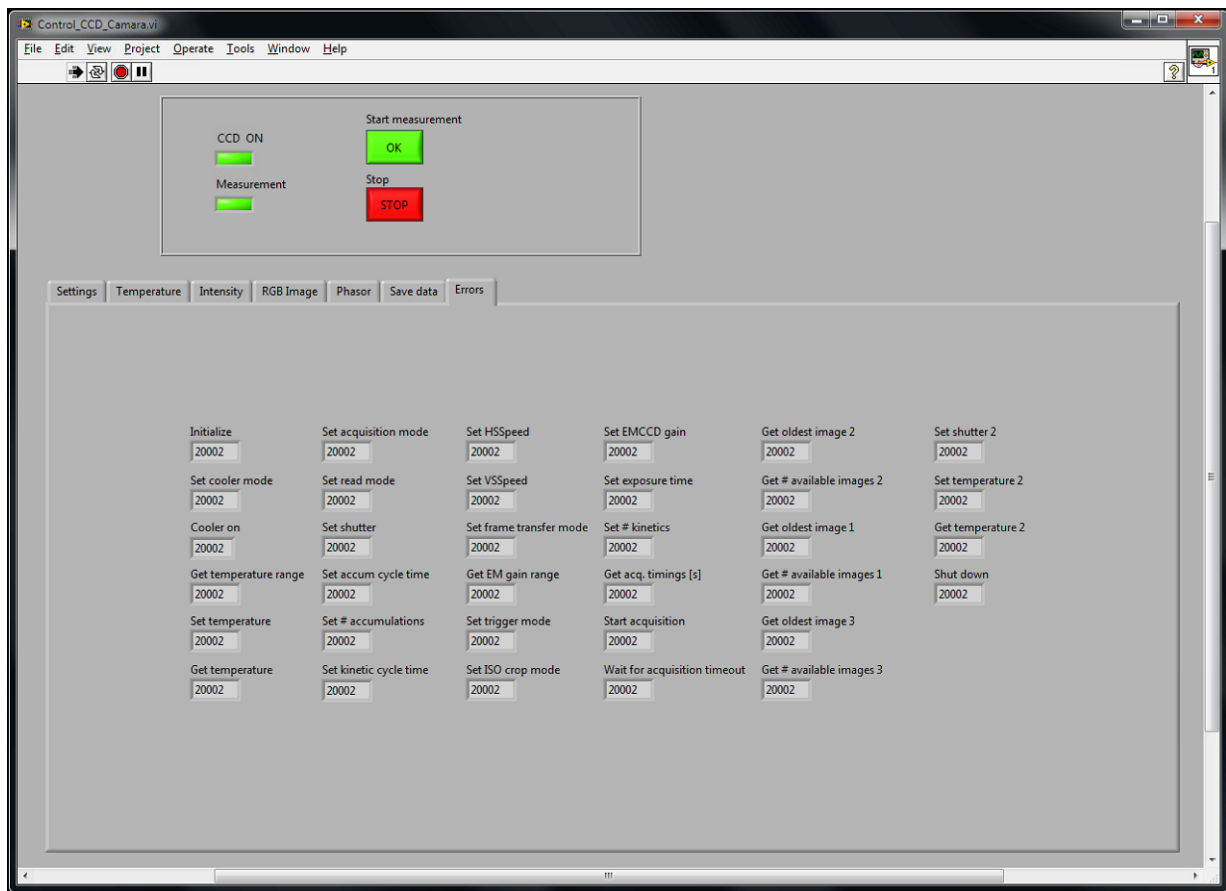 Control_CCD_Camara.vi
File Edit View Project Operate Tools Window Help
1
CCD ON
Start measurement
OK
Measurement
Stop
STOP
Settings Temperature Intensity RGB Image Phasor Save data Errors
Initialize Set acquisition mode Set HSSpeed Set EMCCD gain Get oldest image 2 Set shutter 2
20002 20002 20002 20002 20002 20002
Set cooler mode Set read mode Set VSSpeed Set exposure time Get # available images 2 Set temperature 2
20002 20002 20002 20002 20002 20002
Cooler on Set shutter Set frame transfer mode Set # kinetics Get oldest image 1 Get temperature 2
20002 20002 20002 20002 20002 20002
Get temperature range Set accum cycle time Get EM gain range Get acq. timings [s] Get # available images 1 Shut down
20002 20002 20002 20002 20002 20002
Set temperature Set # accumulations Set trigger mode Start acquisition Get oldest image 3
20002 20002 20002 20002 20002
Get temperature Set kinetic cycle time Set ISO crop mode Wait for acquisition timeout Get # available images 3
20002 20002 20002 20002 20002